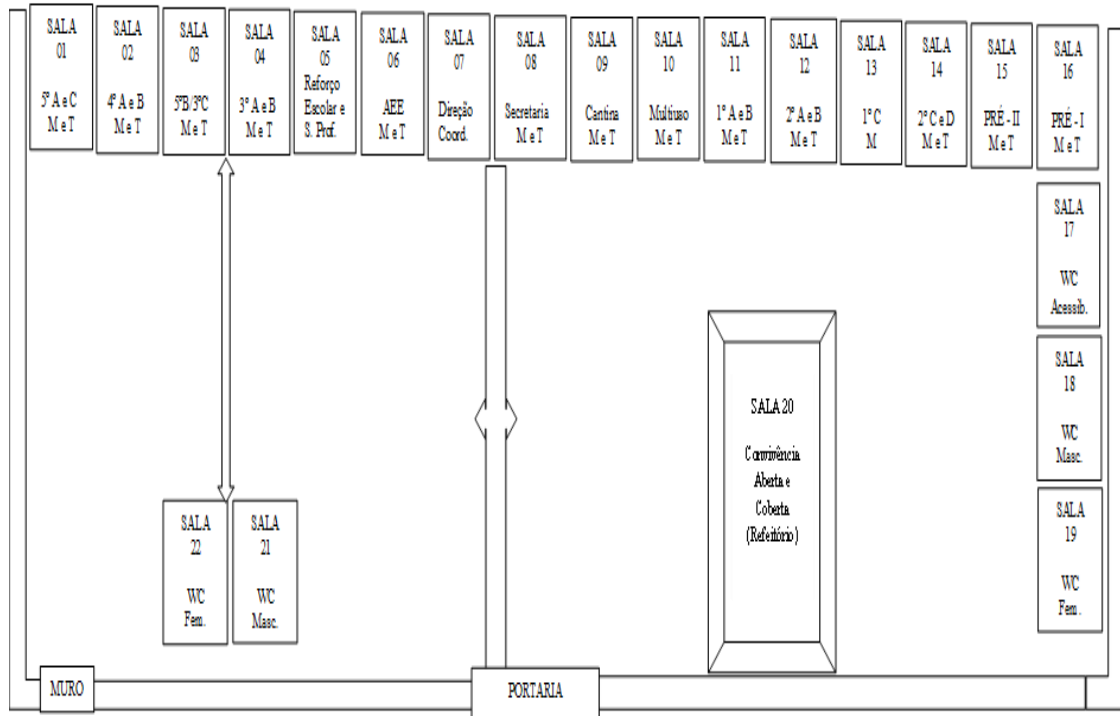 SALA
01
5º A e C
M e T
SALA
02
4º A e B
M e T
SALA
03
5ºB/3ºC
M e T
SALA
04
3º A e B
M e T
SALA
05
Reforço
Escolar e
S. Prof.
SALA
06
AEE
M e T
SALA
07
Direção
Coord.
SALA
08
Secretaria
M e T
SALA
09
Cantina
M e T
SALA
10
Multiuso
M e T
SALA
11
1º A e B
M e T
SALA
12
2º A e B
M e T
SALA
13
1º C
M
SALA
14
2º C e D
M e T
SALA
15
PRÉ - II
M e T
SALA
16
PRÉ - I
M e T
SALA
17
WC
Acessib.
SALA
18
WC
Masc.
SALA
19
WC
Fem.
SALA 20
Convivência
Aberta e
Coberta
(Refeitório)
SALA
22
WC
Fem.
SALA
21
WC
Masc.
MURO
PORTARIA